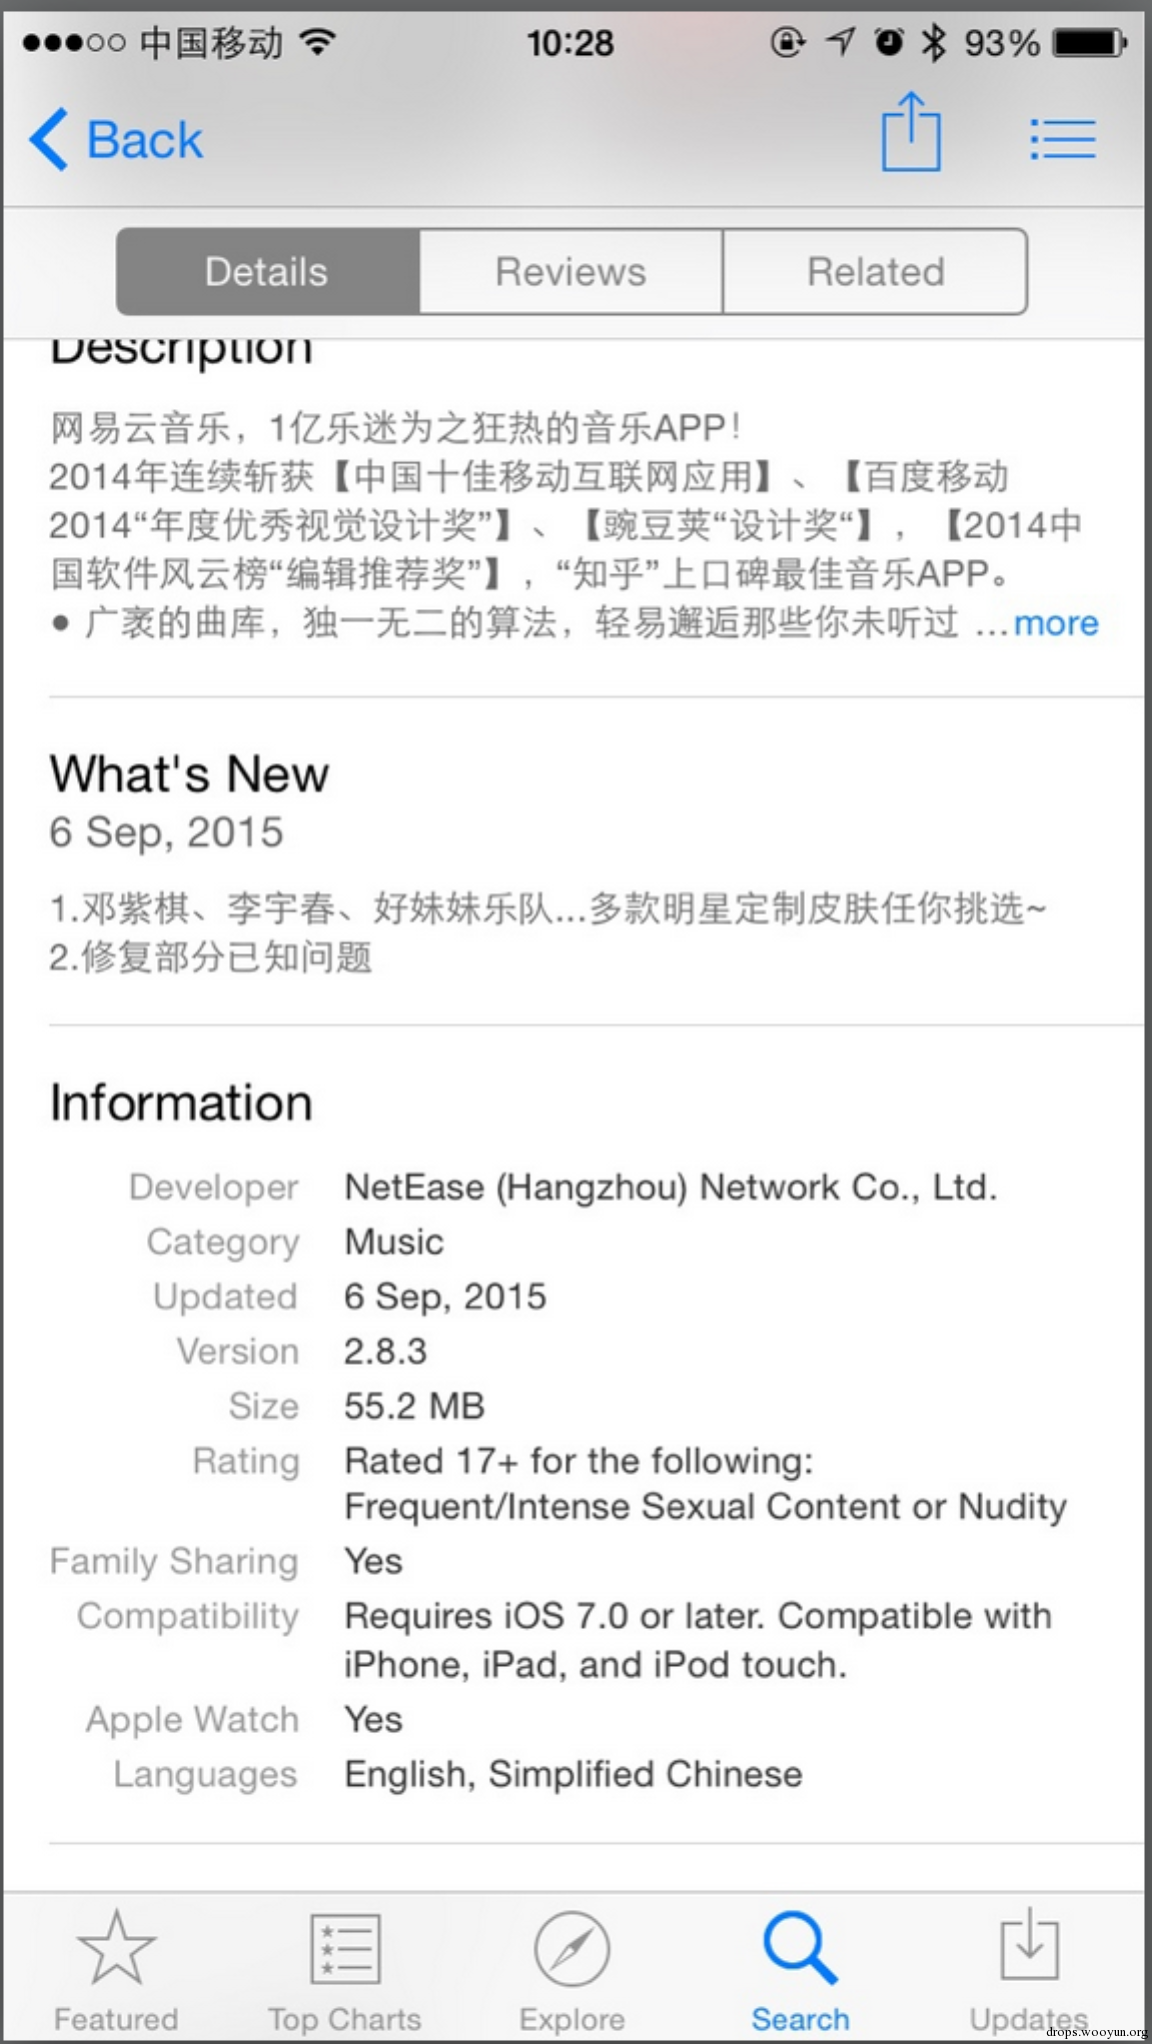 中国移动 10:28 93%
Back
Details Reviews Related
Description
网易云音乐，1亿乐迷为之狂热的音乐APP！
2014年连续斩获【中国十佳移动互联网应用】、【百度移动
2014“年度优秀视觉设计奖”】、【豌豆荚“设计奖“】，【2014中
国软件风云榜“编辑推荐奖”】，“知乎”上口碑最佳音乐APP。
● 广袤的曲库，独一无二的算法，轻易邂逅那些你未听过 ...more
What's New
6 Sep, 2015
1.邓紫棋、李宇春、好妹妹乐队...多款明星定制皮肤任你挑选~
2.修复部分已知问题
Information
Developer NetEase (Hangzhou) Network Co., Ltd.
Category Music
Updated 6 Sep, 2015
Version 2.8.3
Size 55.2 MB
Rating Rated 17+ for the following:
Frequent/Intense Sexual Content or Nudity
Family Sharing Yes
Compatibility Requires iOS 7.0 or later. Compatible with
iPhone, iPad, and iPod touch.
Apple Watch Yes
Languages English, Simplified Chinese
Featured Top Charts Explore Search Updates
drops.wooyun.org